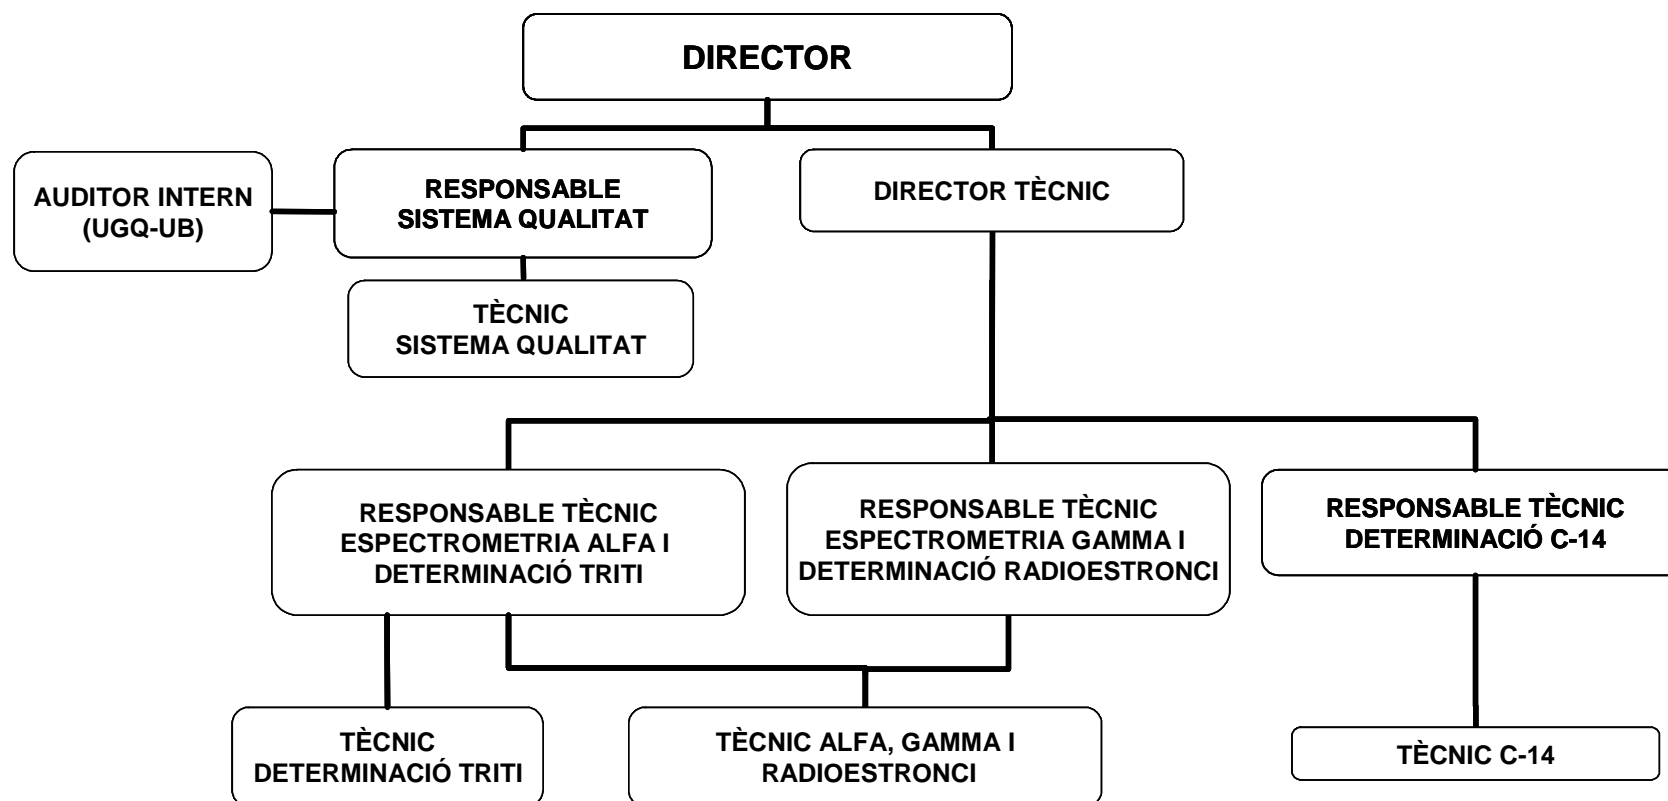 DIRECTOR
AUDITOR INTERN
(UGQ-UB)
RESPONSABLE
SISTEMA QUALITAT
DIRECTOR TÈCNIC
TÈCNIC
SISTEMA QUALITAT
RESPONSABLE TÈCNIC
ESPECTROMETRIA ALFA I
DETERMINACIÓ TRITI
RESPONSABLE TÈCNIC
ESPECTROMETRIA GAMMA I
DETERMINACIÓ RADIOESTRONCI
RESPONSABLE TÈCNIC
DETERMINACIÓ C-14
TÈCNIC
DETERMINACIÓ TRITI
TÈCNIC ALFA, GAMMA I
RADIOESTRONCI
TÈCNIC C-14